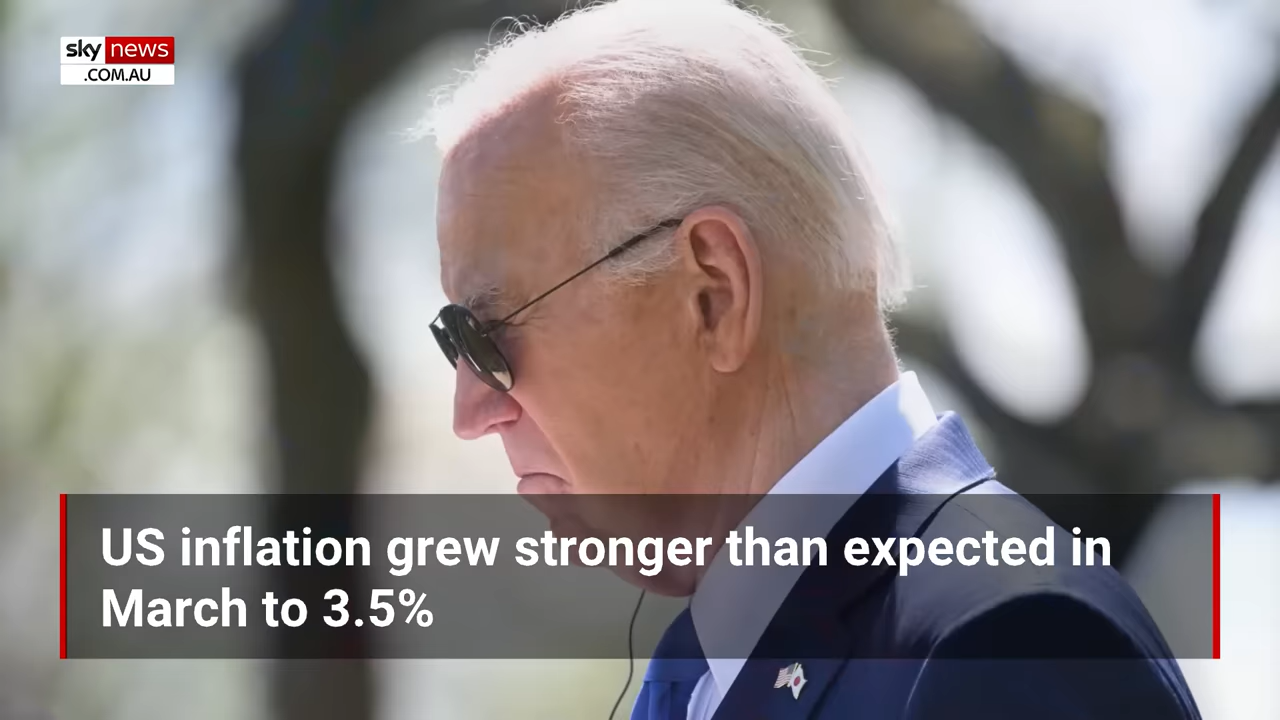 sky news
.COM.AU
US inflation grew stronger than expected in
March to 3.5%